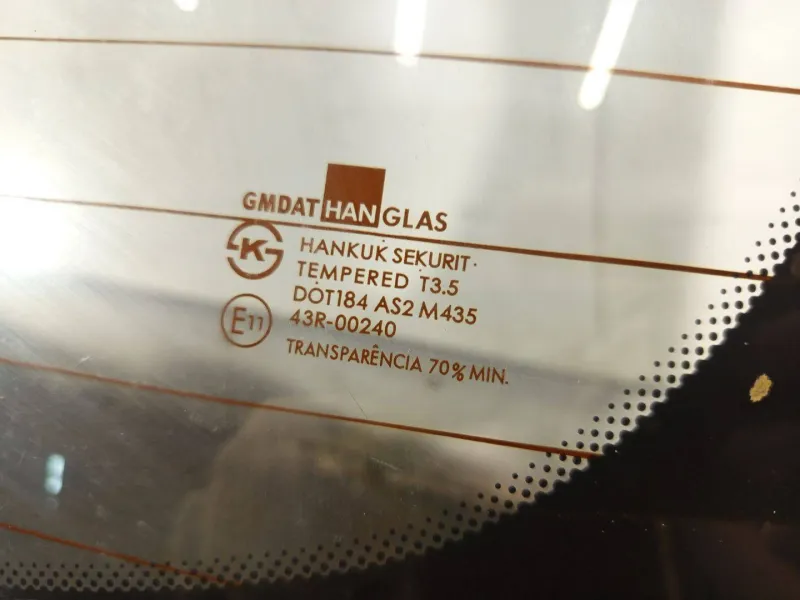 GMDAT HANGLAS
K HANKUK SEKURIT
TEMPERED T3.5
DOT184 AS2 M435
E11 43R-00240
TRANSPARÊNCIA 70% MIN.